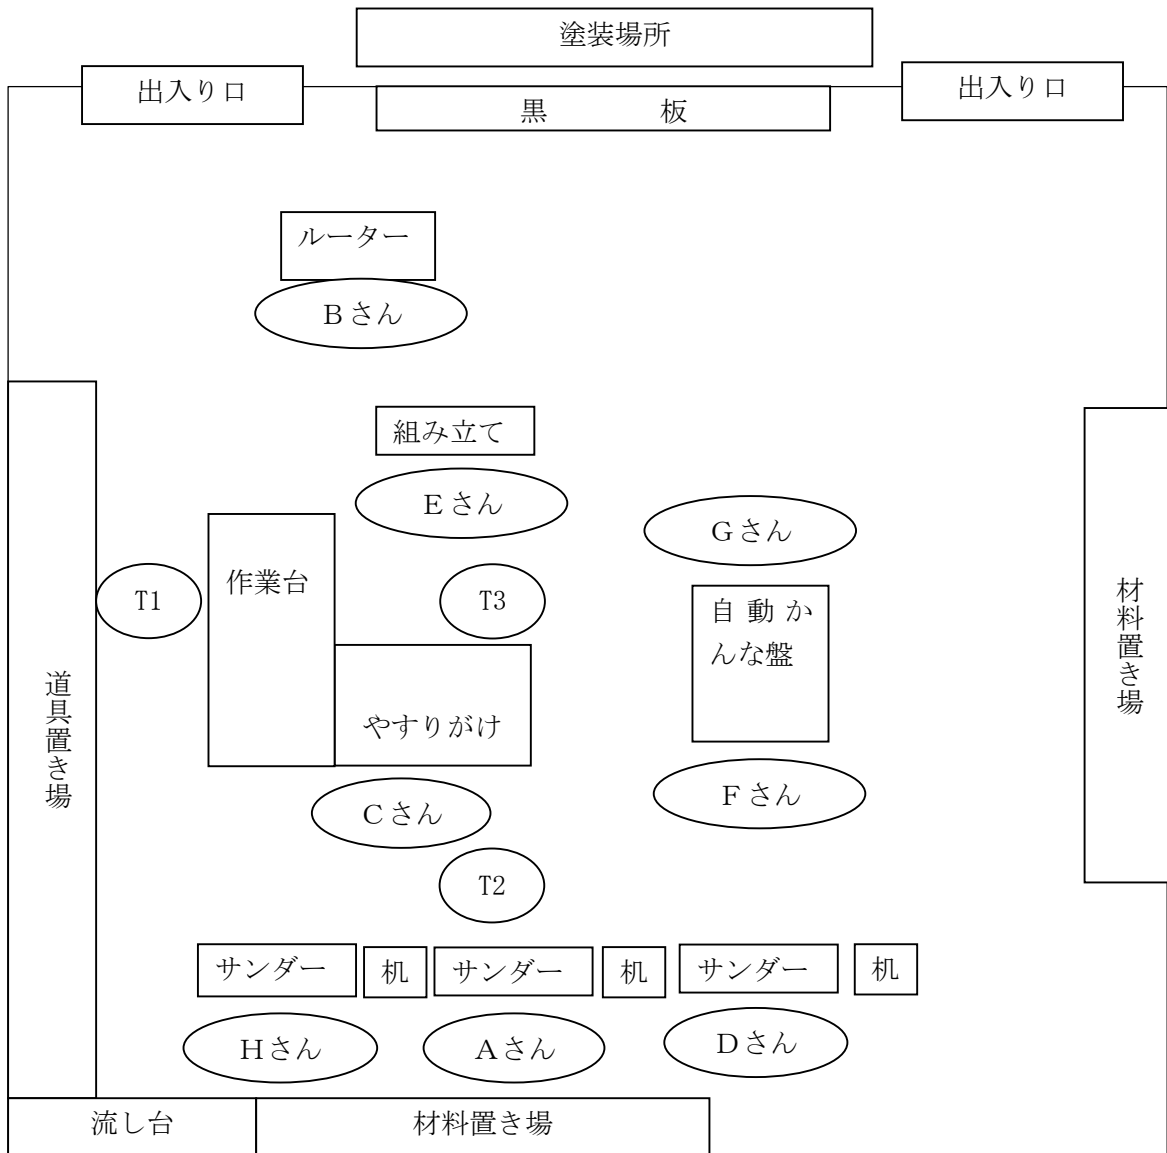 塗装場所
出入り口
出入り口
黒　　　板
ルーター
Bさん
組み立て
Eさん
Gさん
作業台
T1
T3
自動か
んな盤
材料置き場
道具置き場
やすりがけ
Cさん
Fさん
T2
サンダー
机
サンダー
机
サンダー
机
Hさん
Aさん
Dさん
流し台
材料置き場